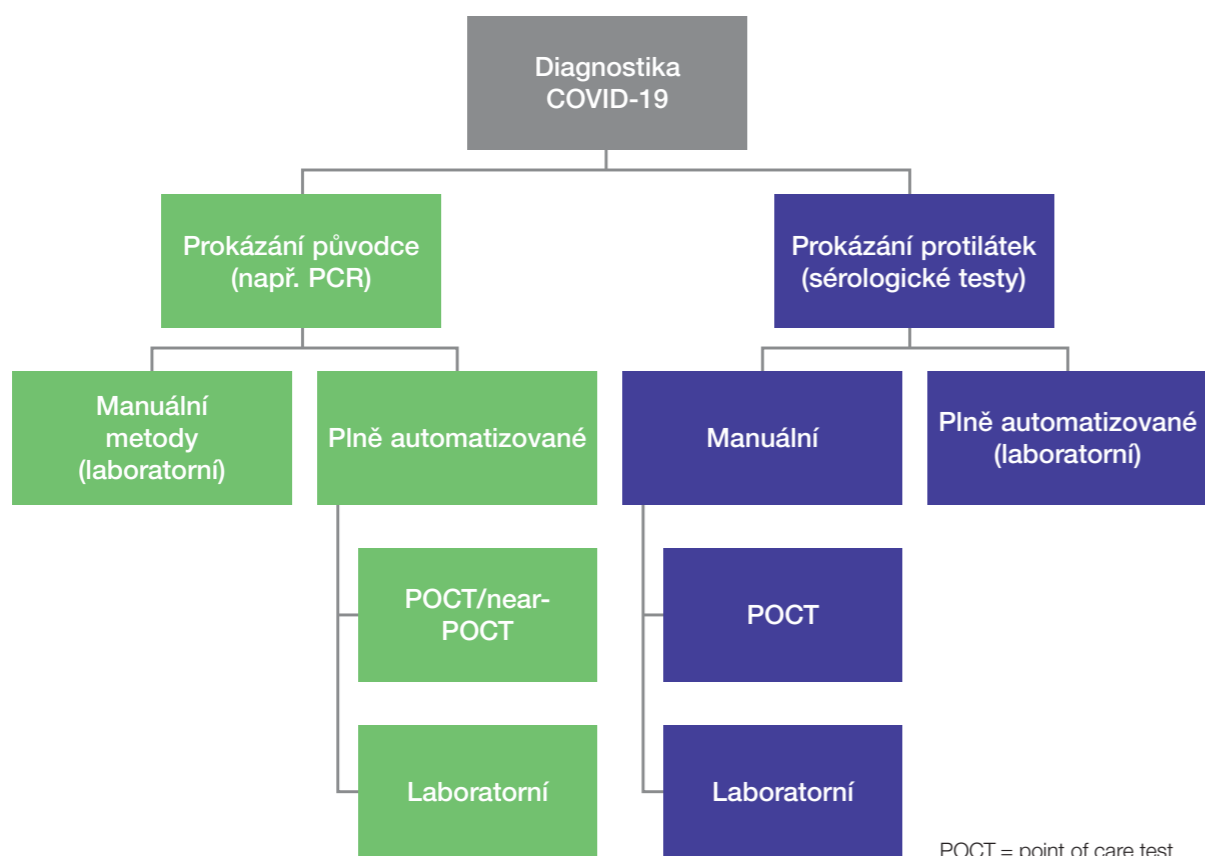 Diagnostika
COVID-19
Prokázání původce
(např. PCR)
Prokázání protilátek
(sérologické testy)
Manuální
metody
(laboratorní)
Plně automatizované
Manuální
Plně automatizované
(laboratorní)
POCT/near-
POCT
POCT
Laboratorní
Laboratorní
POCT = point of care test